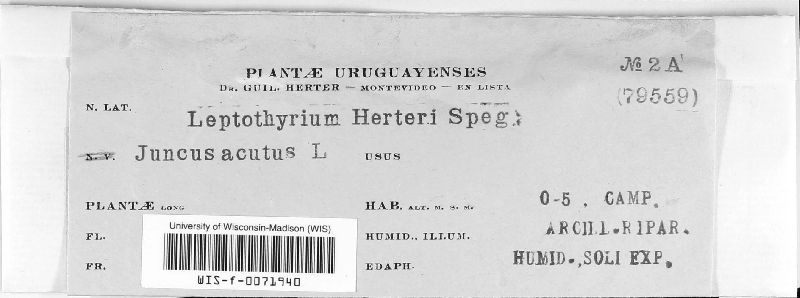 PLANTÆ URUGUAYENSES
№ 2 A
Dr. GUIL. HERTER — MONTEVIDEO — EN LISTA
(79559)
N. LAT.
Leptothyrium Herteri Speg.
N. V. Juncus acutus L USUS
PLANTÆ LONG HAB. ALT. M. S. M. 0-5 . CAMP.
FL. HUMID., ILLUM. ARCILL.RIPAR.
FR. EDAPH. HUMID.,SOLI EXP.
University of Wisconsin-Madison (WIS)
WIS-f-0071940